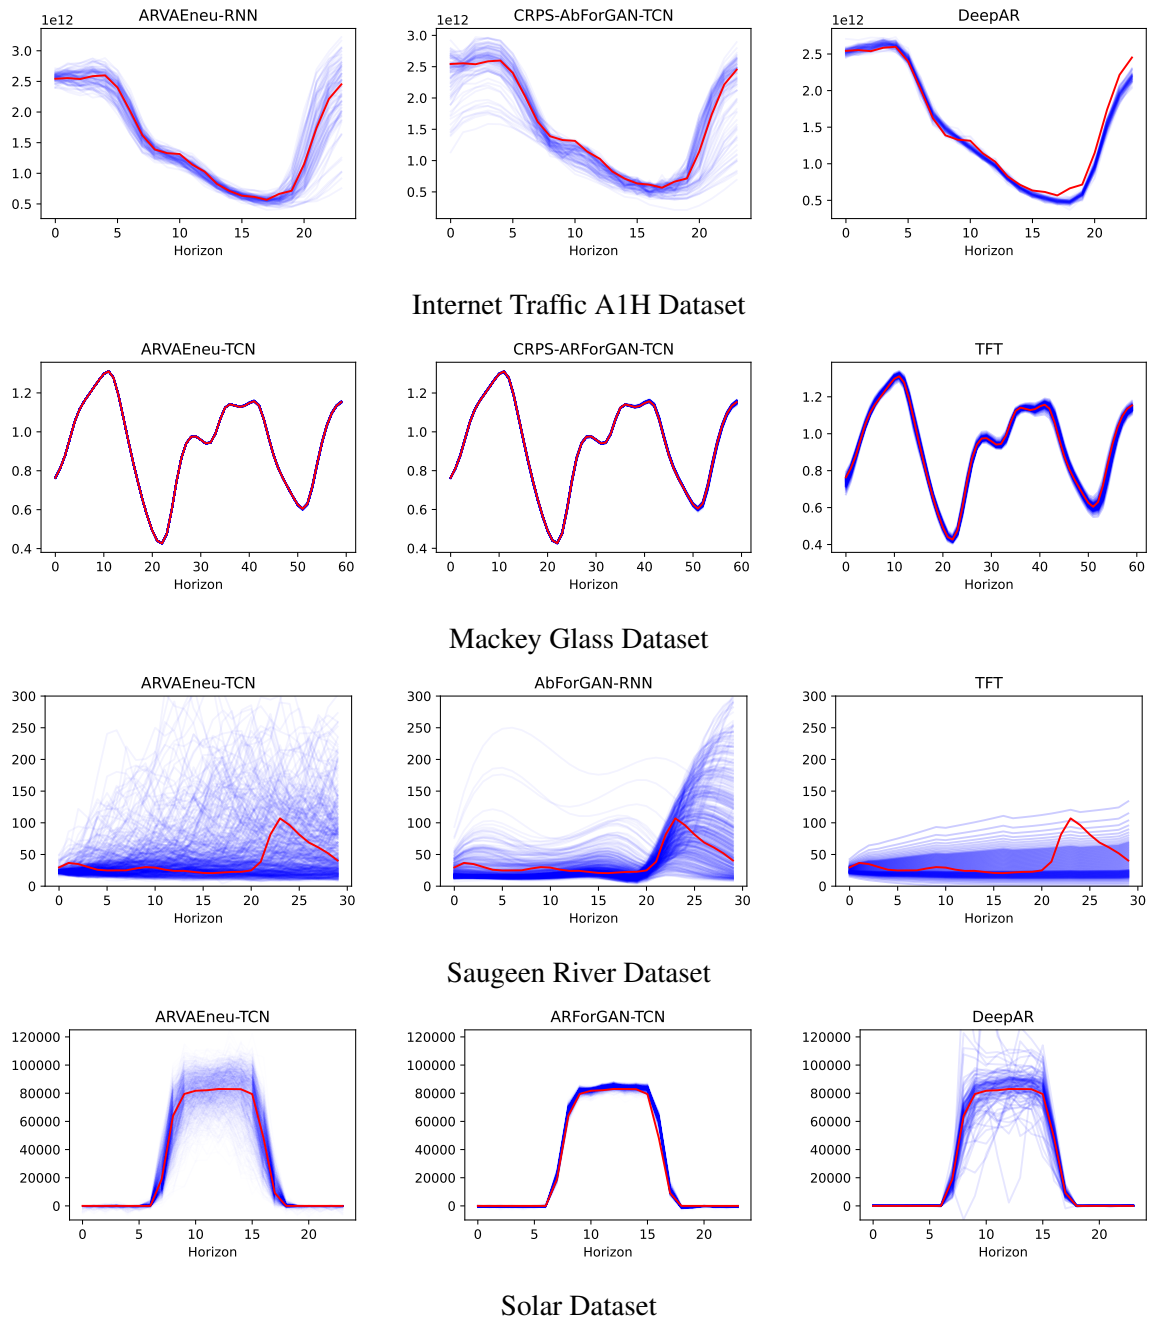 ARVAEneu-RNN
CRPS-AbForGAN-TCN
DeepAR
1e12
1e12
1e12
3.0
2.5
2.0
1.5
1.0
0.5
0 5 10 15 20
Horizon
3.0
2.5
2.0
1.5
1.0
0.5
0 5 10 15 20
Horizon
2.5
2.0
1.5
1.0
0.5
0 5 10 15 20
Horizon
Internet Traffic A1H Dataset
ARVAEneu-TCN
CRPS-ARForGAN-TCN
TFT
1.2
1.0
0.8
0.6
0.4
0 10 20 30 40 50 60
Horizon
1.2
1.0
0.8
0.6
0.4
0 10 20 30 40 50 60
Horizon
1.2
1.0
0.8
0.6
0.4
0 10 20 30 40 50 60
Horizon
Mackey Glass Dataset
ARVAEneu-TCN
AbForGAN-RNN
TFT
300
250
200
150
100
50
0
0 5 10 15 20 25 30
Horizon
300
250
200
150
100
50
0
0 5 10 15 20 25 30
Horizon
300
250
200
150
100
50
0
0 5 10 15 20 25 30
Horizon
Saugeen River Dataset
ARVAEneu-TCN
ARForGAN-TCN
DeepAR
120000
100000
80000
60000
40000
20000
0
0 5 10 15 20
Horizon
120000
100000
80000
60000
40000
20000
0
0 5 10 15 20
Horizon
120000
100000
80000
60000
40000
20000
0
0 5 10 15 20
Horizon
Solar Dataset